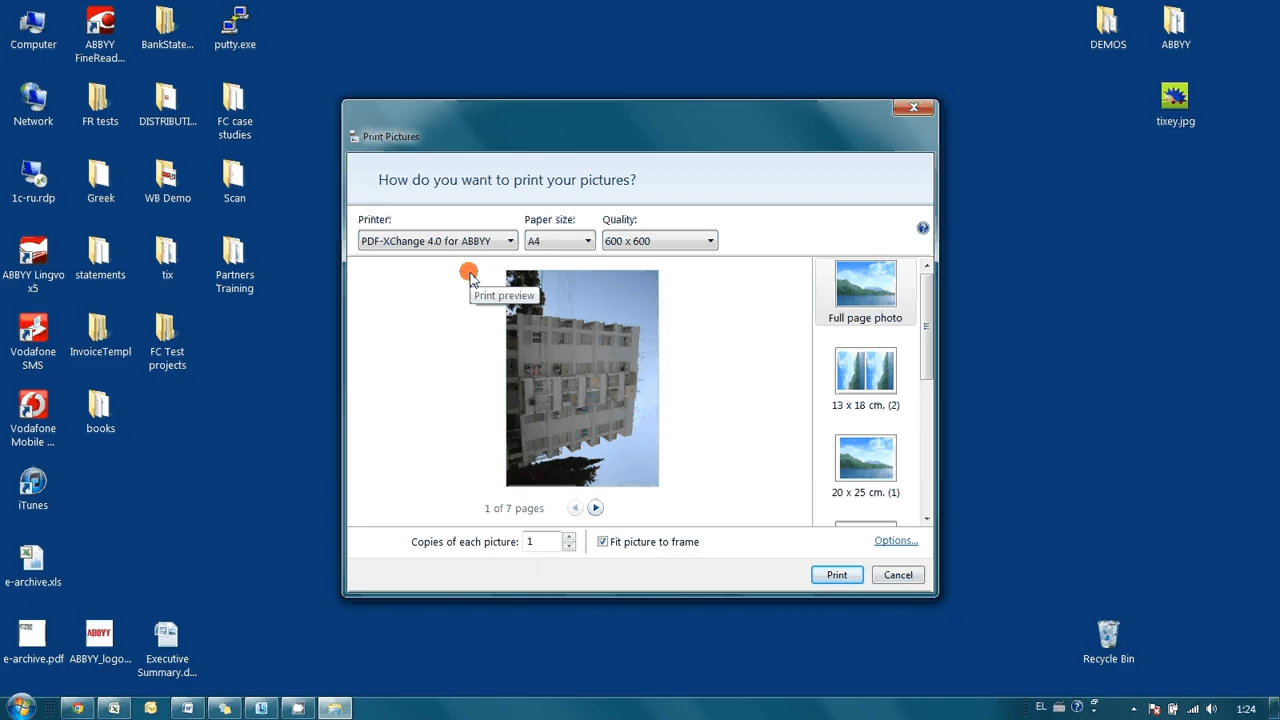 Computer
ABBYY
FineRead...
BankState...
putty.exe
DEMOS
ABBYY
Network
FR tests
DISTRIBUTI...
FC case
studies
tixey.jpg
1c-ru.rdp
Greek
WB Demo
Scan
ABBYY Lingvo
x5
statements
tix
Partners
Training
Vodafone
SMS
InvoiceTempl
FC Test
projects
Vodafone
Mobile ...
books
iTunes
e-archive.xls
e-archive.pdf
ABBYY
ABBYY_logo...
Executive
Summary.d...
Recycle Bin
Print Pictures
How do you want to print your pictures?
Printer:
Paper size:
Quality:
PDF-XChange 4.0 for ABBYY
A4
600 x 600
Print preview
Full page photo
13 x 18 cm. (2)
20 x 25 cm. (1)
1 of 7 pages
Copies of each picture:
1
Fit picture to frame
Options...
Print
Cancel
EL
1:24